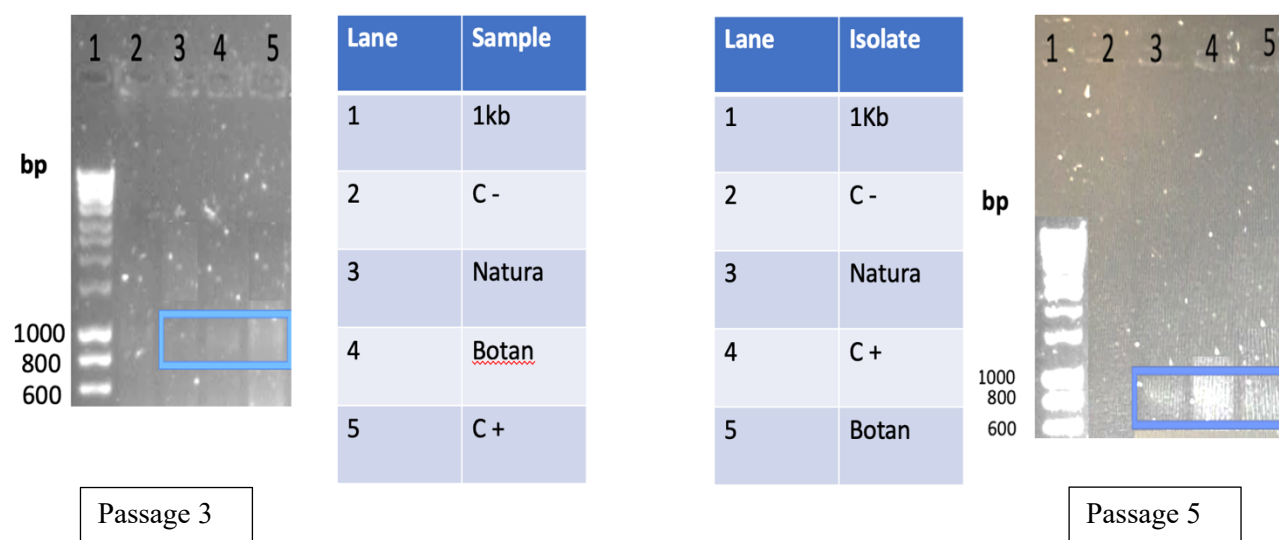 1 2 3 4 5
bp
1000
800
600
Lane Sample
1 1kb
2 C -
3 Natura
4 Botan
5 C +
Passage 3
Lane Isolate
1 1Kb
2 C -
3 Natura
4 C +
5 Botan
1 2 3 4 5
bp
1000
800
600
Passage 5